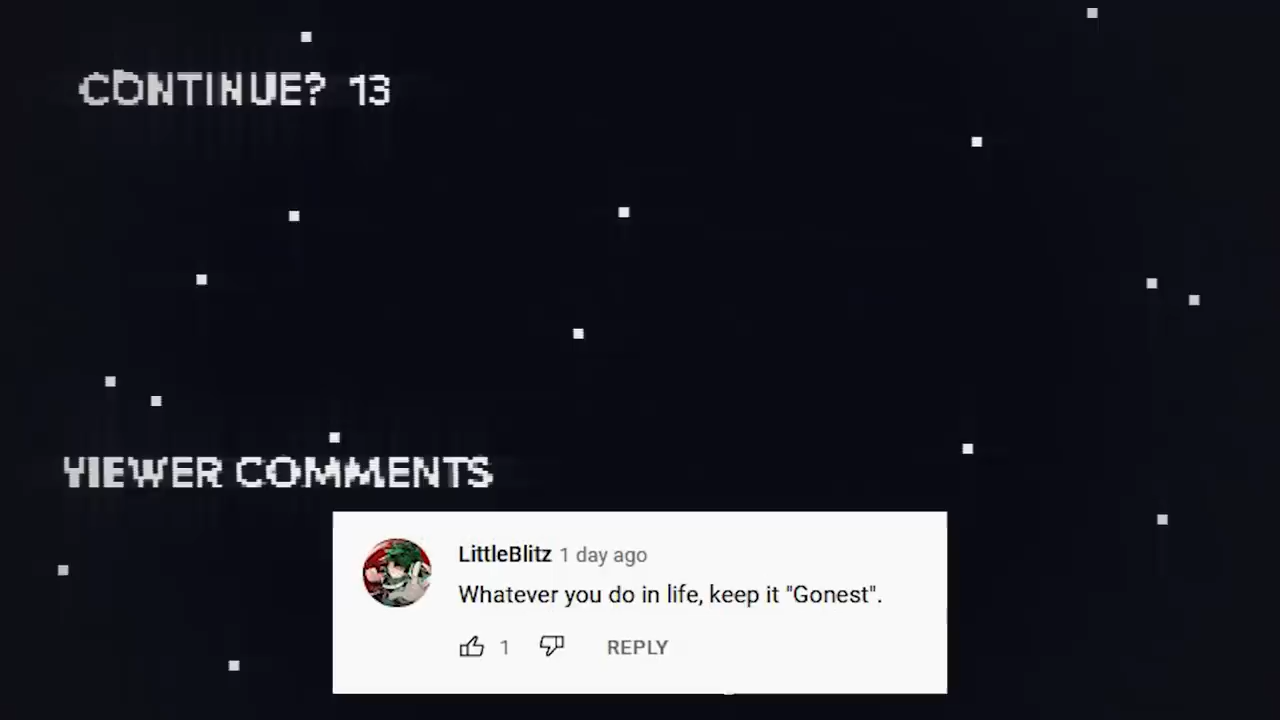 CONTINUE? 13
VIEWER COMMENTS
LittleBlitz 1 day ago
Whatever you do in life, keep it "Gonest".
1 REPLY